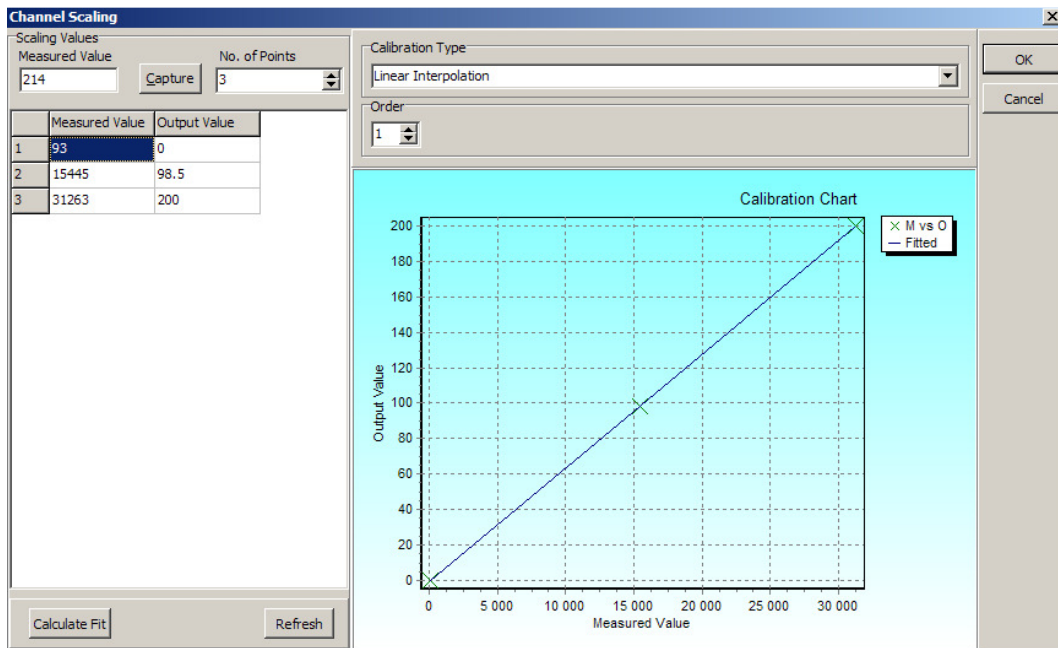 Channel Scaling
Scaling Values
Measured Value No. of Points
214 Capture 3
Measured Value Output Value
1 93 0
2 15445 98.5
3 31263 200
Calculate Fit Refresh
Calibration Type
Linear Interpolation
Order
1
Calibration Chart
M vs O
Fitted
Output Value
200
180
160
140
120
100
80
60
40
20
0
0 5 000 10 000 15 000 20 000 25 000 30 000
Measured Value
OK
Cancel